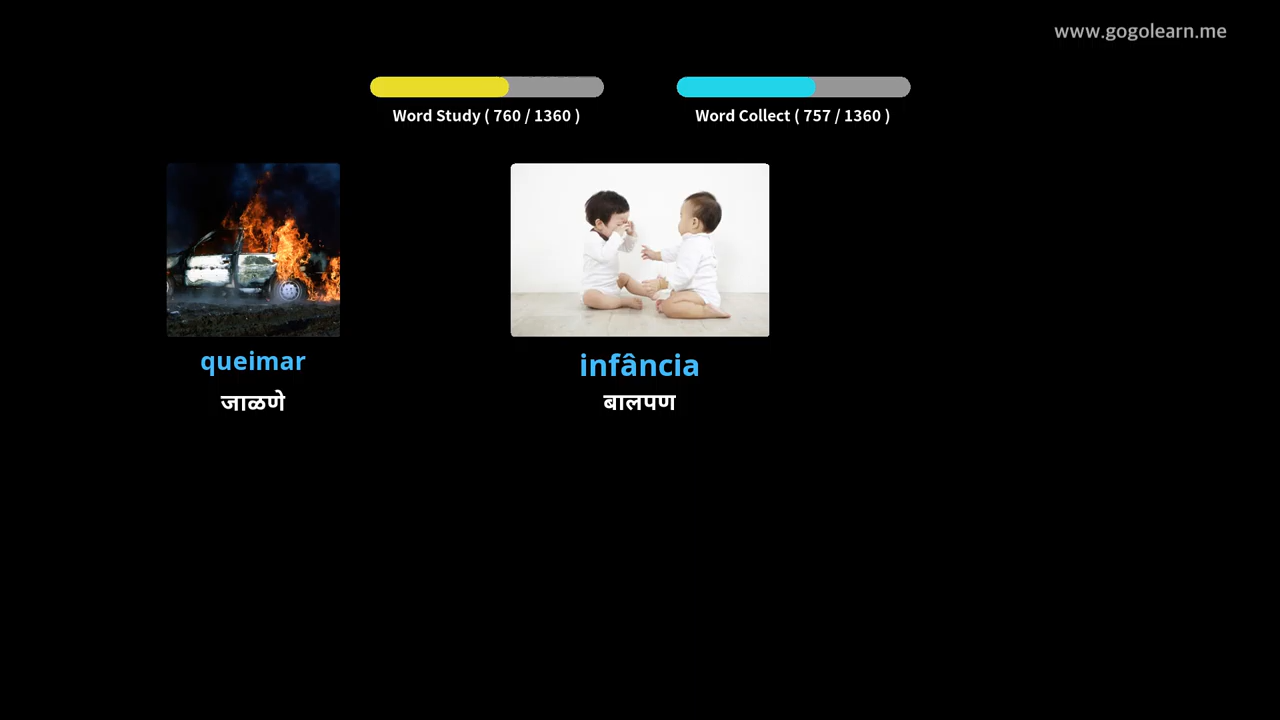 www.gogolearn.me
Word Study ( 760 / 1360 )
Word Collect ( 757 / 1360 )
queimar
जाळणे
infância
बालपण